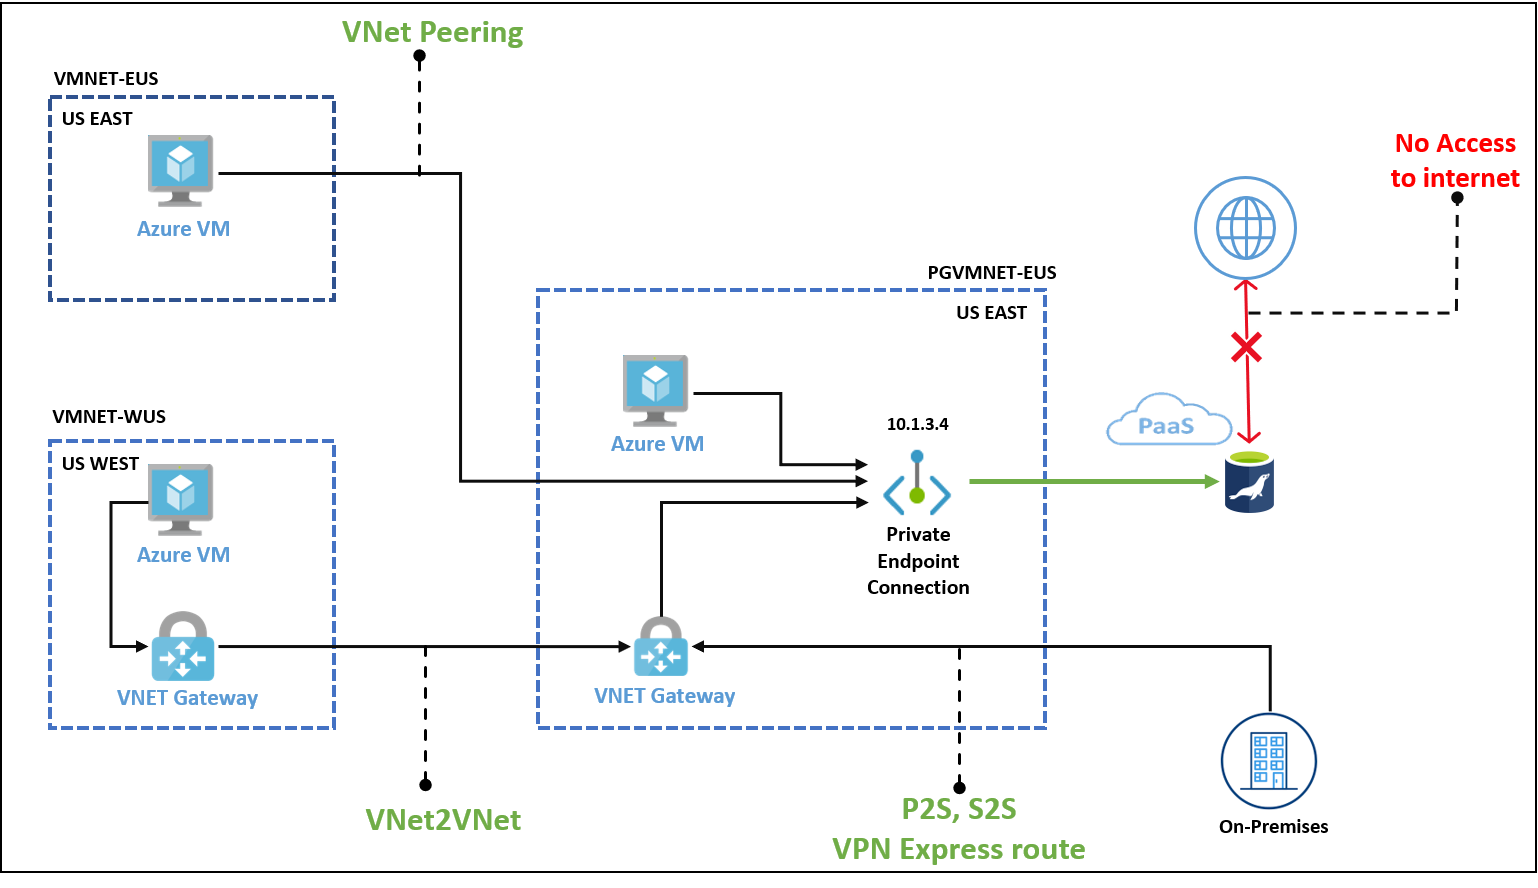 VNet Peering
VMNET-EUS
US EAST
Azure VM
No Access
to internet
PGVMNET-EUS
US EAST
Azure VM
10.1.3.4
Private
Endpoint
Connection
PaaS
VMNET-WUS
US WEST
Azure VM
VNET Gateway
VNET Gateway
VNet2VNet
P2S, S2S
VPN Express route
On-Premises